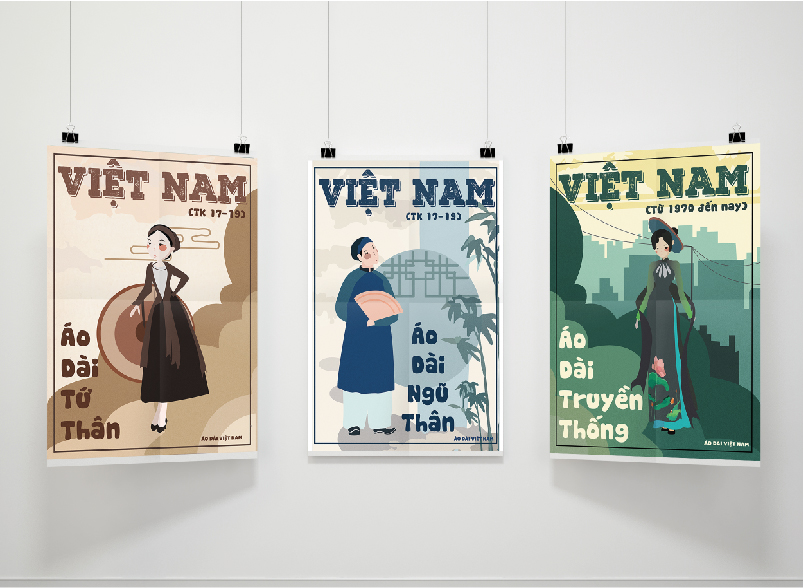 VIỆT NAM
(TK 17-19)
Áo
Dài
Tứ
Thân
ÁO DÀI VIỆT NAM
VIỆT NAM
(TK 17-19)
Áo
Dài
Ngũ
Thân
ÁO DÀI VIỆT NAM
VIỆT NAM
(Từ 1970 đến nay)
Áo
Dài
Truyền
Thống
ÁO DÀI VIỆT NAM